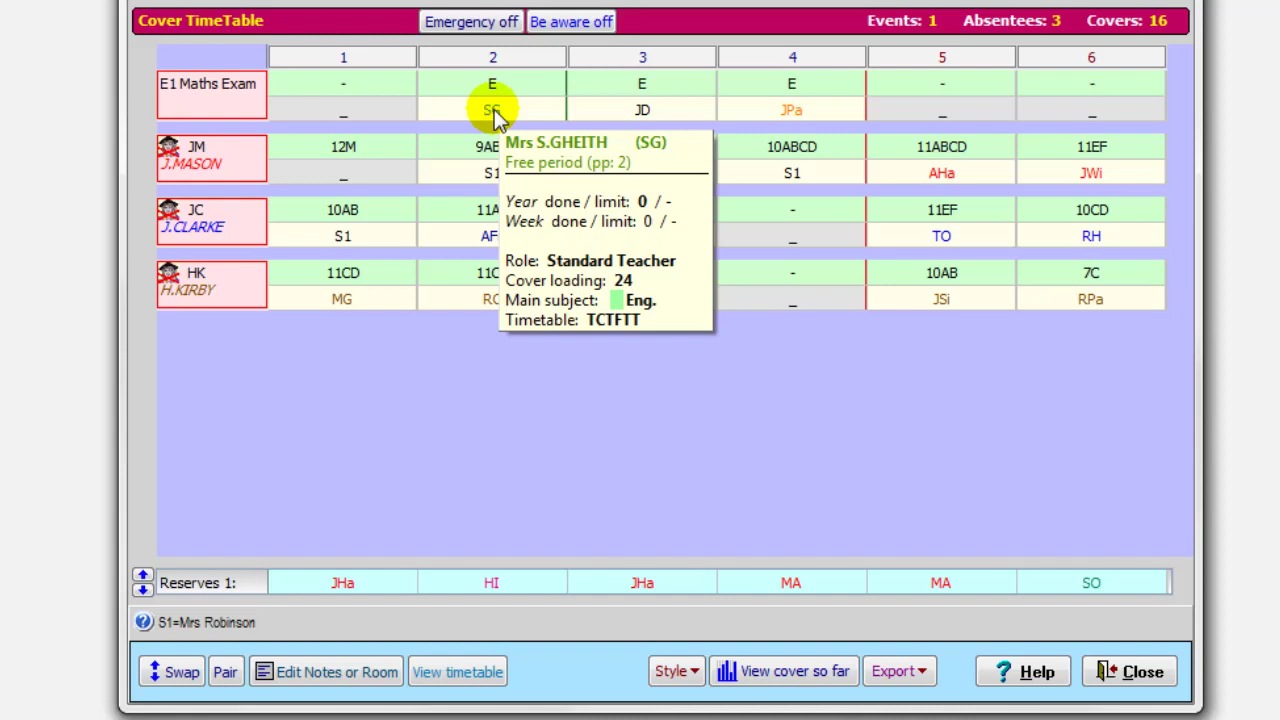 Cover TimeTable Emergency off Be aware off Events: 1 Absentees: 3 Covers: 16
1 2 3 4 5 6
E1 Maths Exam - E E E - -
_ SG JD JPa _ _
JM 12M 9AB 10ABCD 11ABCD 11EF
J.MASON _ S1 S1 AHa JWi
JC 10AB 11A - 11EF 10CD
J.CLARKE S1 AF _ TO RH
HK 11CD 11C - 10AB 7C
H.KIRBY MG _ JSi RPa
Mrs S.GHEITH (SG)
Free period (pp: 2)
Year done / limit: 0 / -
Week done / limit: 0 / -
Role: Standard Teacher
Cover loading: 24
Main subject: Eng.
Timetable: TCTFTT
Reserves 1: JHa HI JHa MA MA SO
S1=Mrs Robinson
Swap Pair Edit Notes or Room View timetable Style View cover so far Export Help Close